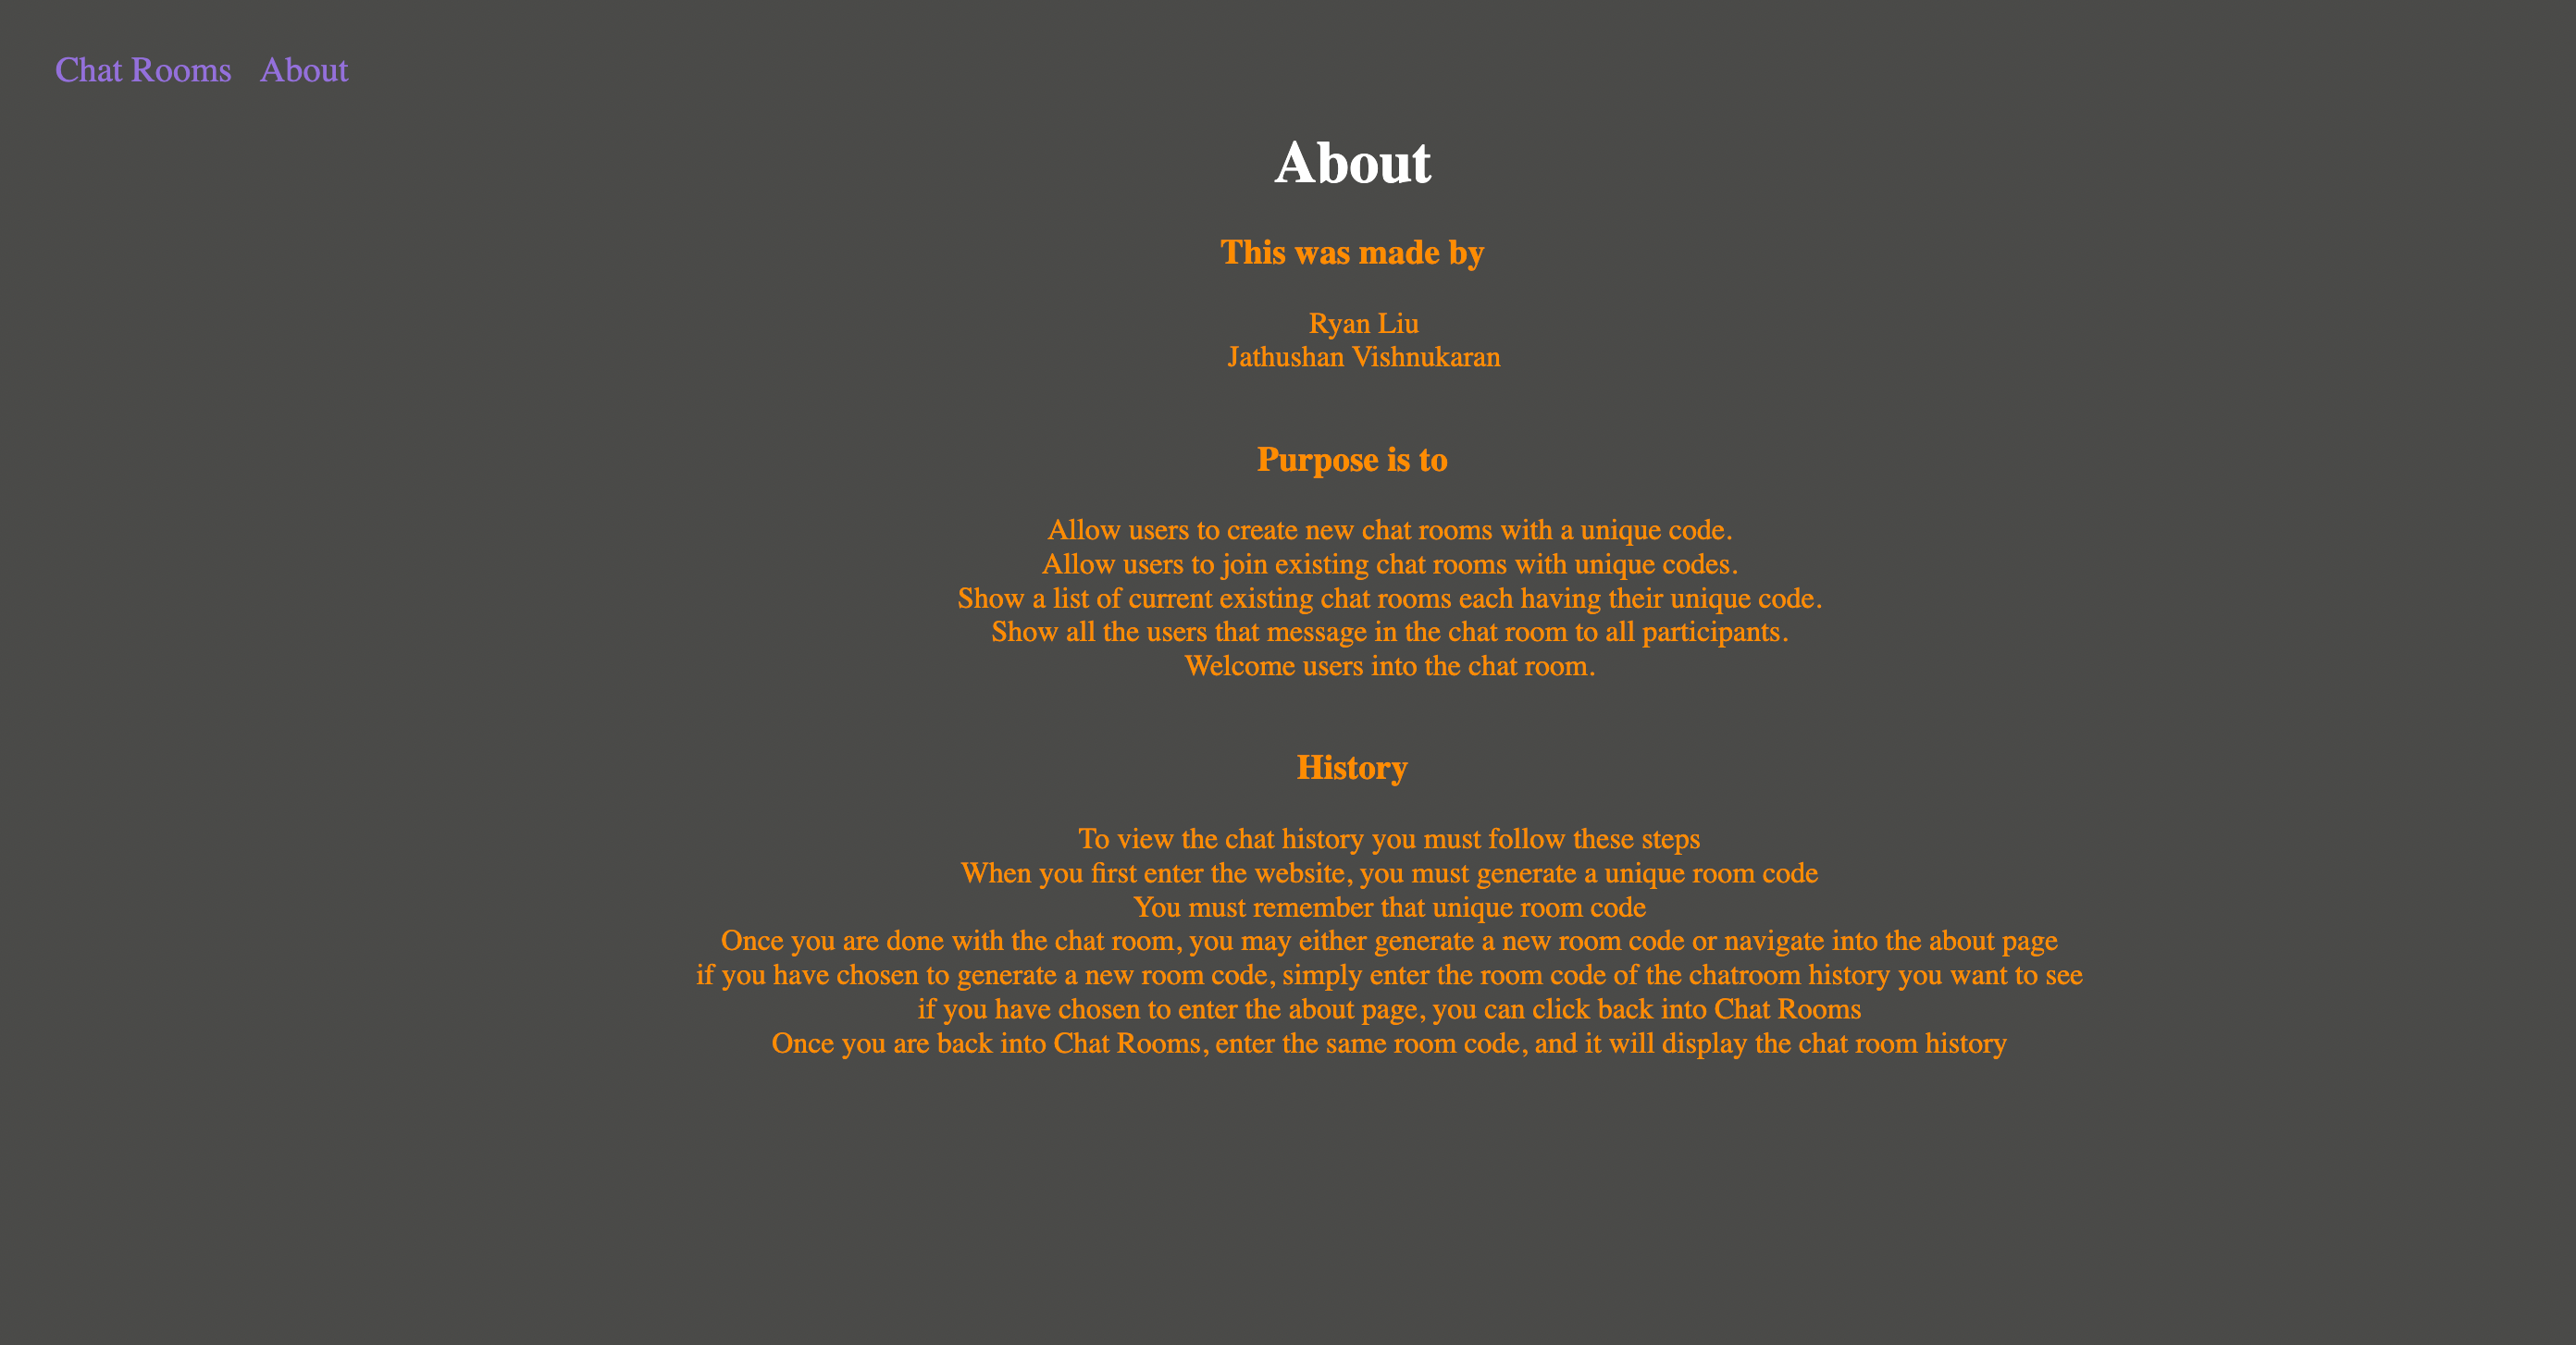 Chat Rooms About
About
This was made by
Ryan Liu
Jathushan Vishnukaran
Purpose is to
Allow users to create new chat rooms with a unique code.
Allow users to join existing chat rooms with unique codes.
Show a list of current existing chat rooms each having their unique code.
Show all the users that message in the chat room to all participants.
Welcome users into the chat room.
History
To view the chat history you must follow these steps
When you first enter the website, you must generate a unique room code
You must remember that unique room code
Once you are done with the chat room, you may either generate a new room code or navigate into the about page
if you have chosen to generate a new room code, simply enter the room code of the chatroom history you want to see
if you have chosen to enter the about page, you can click back into Chat Rooms
Once you are back into Chat Rooms, enter the same room code, and it will display the chat room history